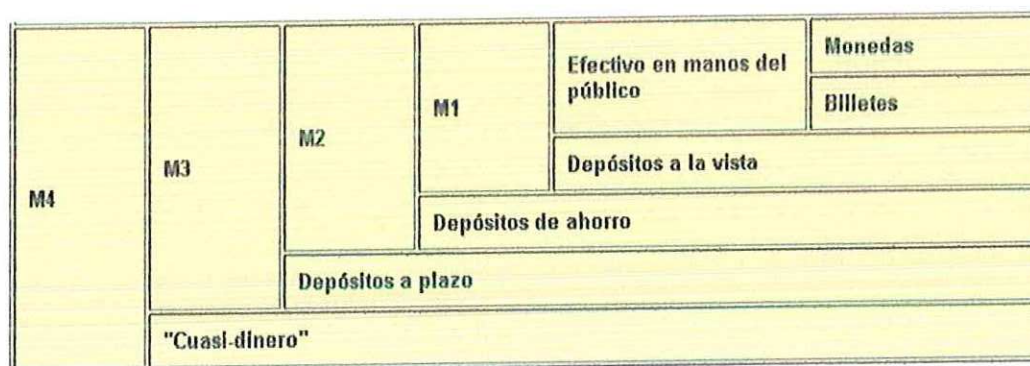 M4
M3
M2
M1
Efectivo en manos del
público
Monedas
Billetes
Depósitos a la vista
Depósitos de ahorro
Depósitos a plazo
"Cuasi-dinero"